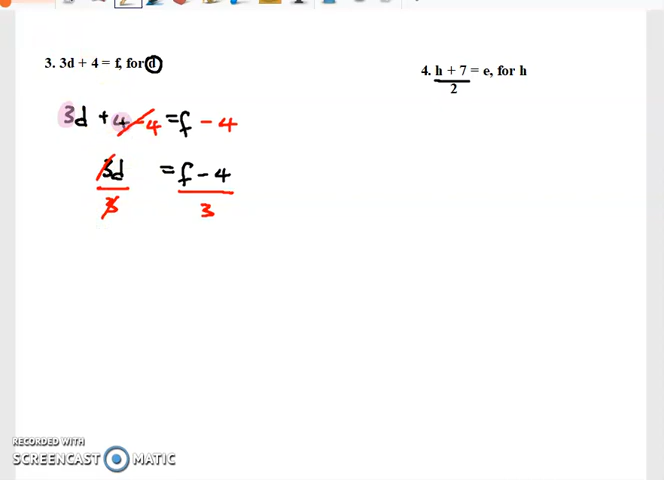 3. 3d + 4 = f, for d
4. h + 7 = e, for h
2
3d + 4 - 4 = f - 4
3d = f - 4
3 3
RECORDED WITH
SCREENCAST MATIC